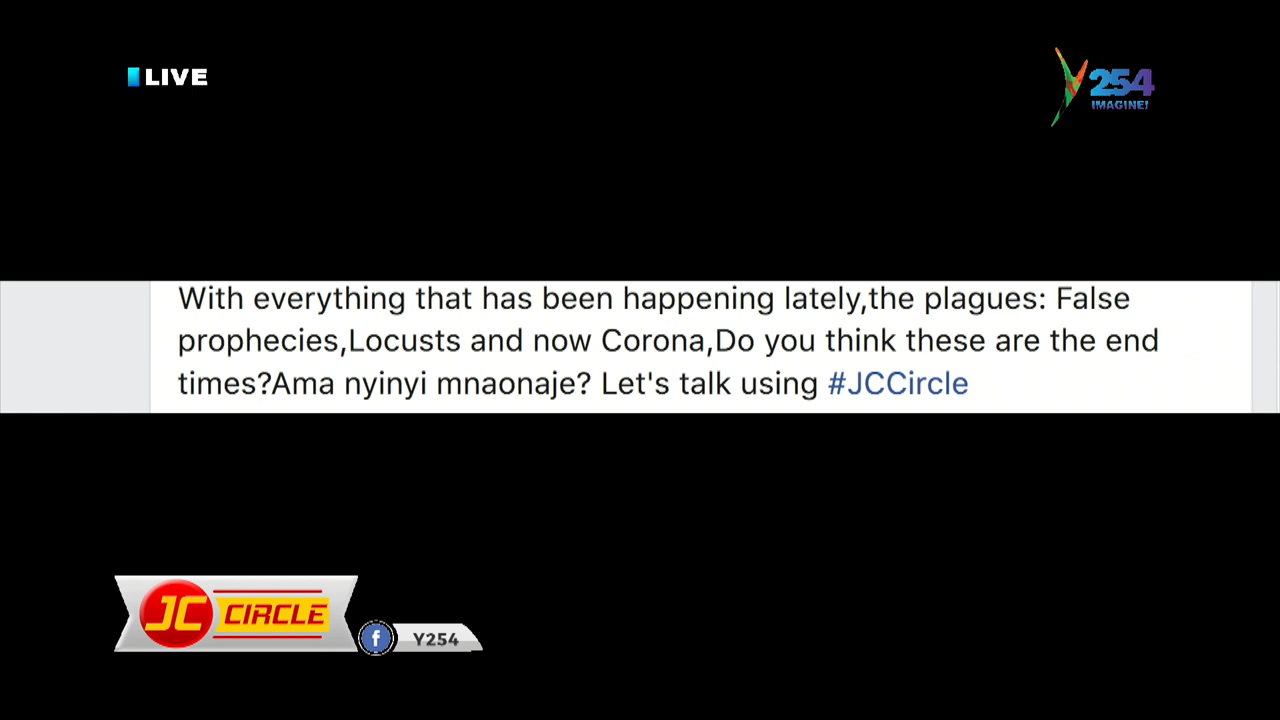 LIVE
Y254
IMAGINE!
With everything that has been happening lately,the plagues: False
prophecies,Locusts and now Corona,Do you think these are the end
times?Ama nyinyi mnaonaje? Let's talk using #JCCircle
JC CIRCLE
f Y254